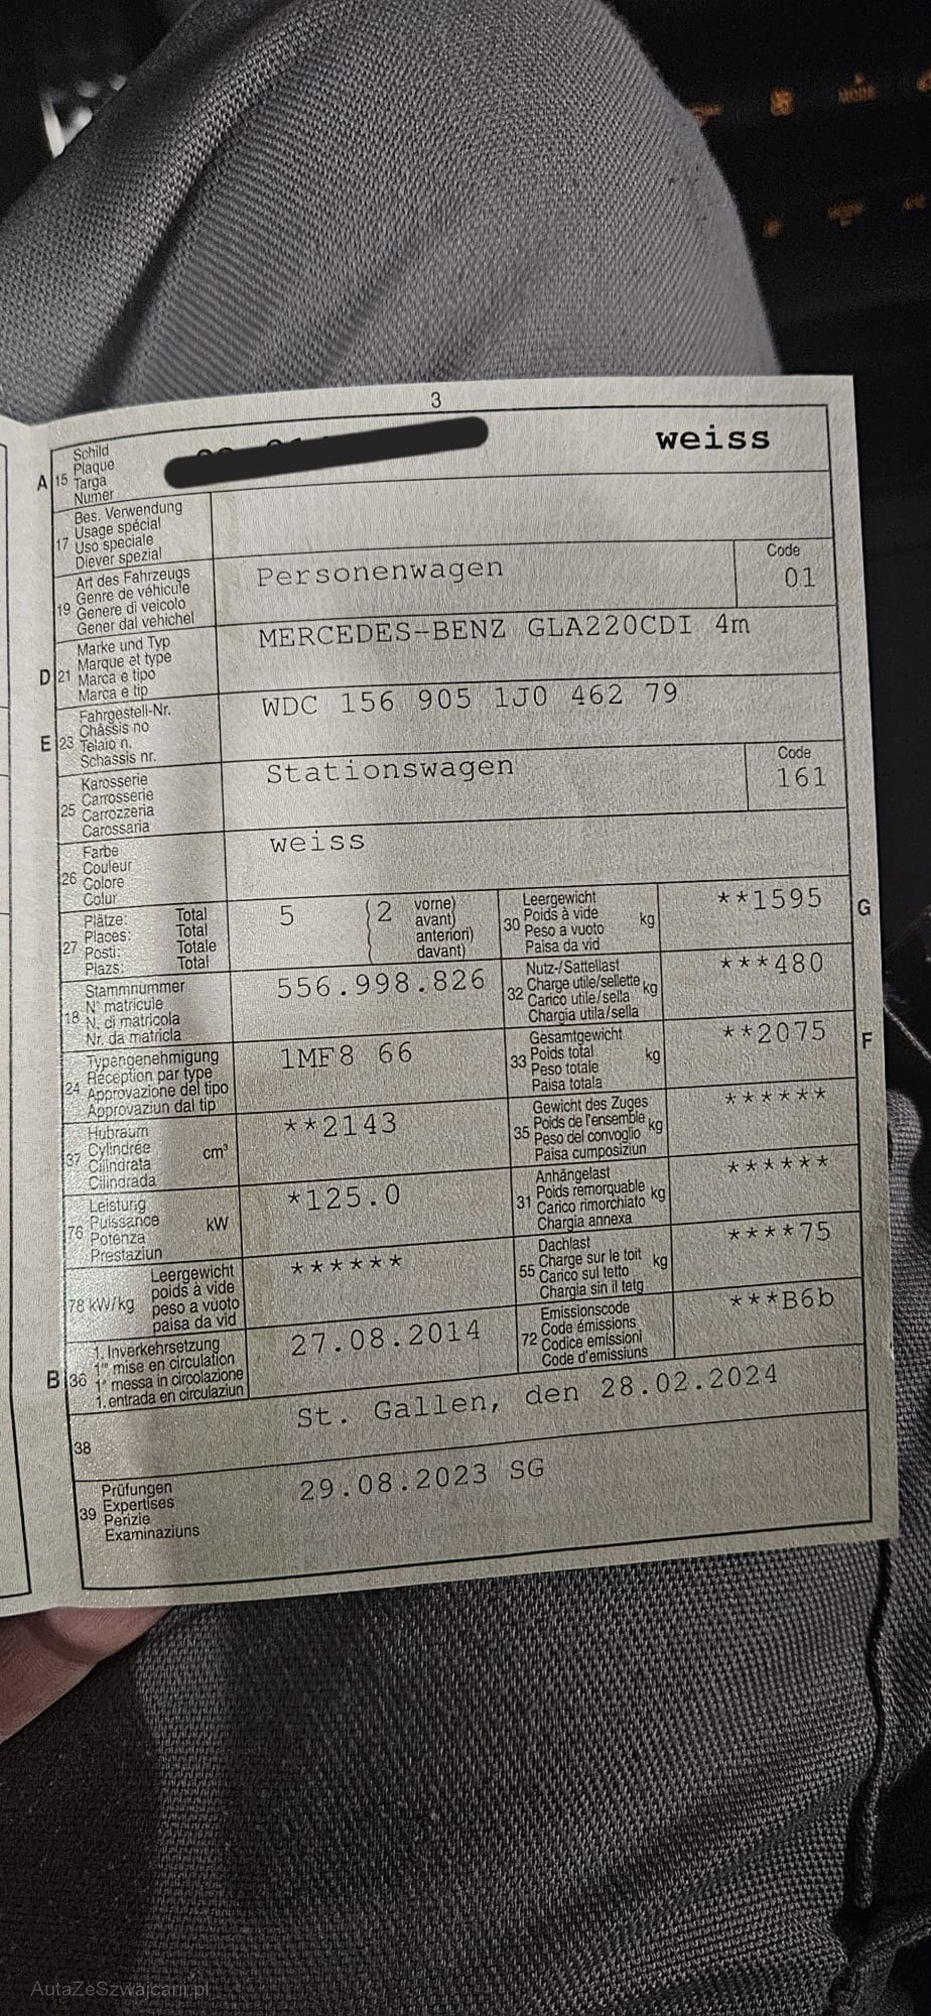 3
A 15 Schild
Plaque
Targa
Numer
weiss
17 Bes. Verwendung
Usage spécial
Uso speciale
Diever spezial
19 Art des Fahrzeugs
Genre de véhicule
Genere di veicolo
Gener dal vehichel
Personenwagen
Code
01
D 21 Marke und Typ
Marque et type
Marca e tipo
Marca e tip
MERCEDES-BENZ GLA220CDI 4m
E 23 Fahrgestell-Nr.
Châssis no
Telaio n.
Schassis nr.
WDC 156 905 1J0 462 79
25 Karosserie
Carrosserie
Carrozzeria
Carossaria
Stationswagen
Code
161
26 Farbe
Couleur
Colore
Colur
weiss
27 Plätze: Total
Places: Total
Posti: Totale
Plazs: Total
5 (2 vorne)
avant)
anteriori)
davant)
30 Leergewicht
Poids à vide
Peso a vuoto
Paisa da vid
kg
**1595
G
18 Stammnummer
N° matricule
N. di matricola
Nr. da matricla
556.998.826
32 Nutz-/Sattellast
Charge utile/sellette
Carico utile/sella
Chargia utila/sella
kg
***480
24 Typengenehmigung
Réception par type
Approvazione del tipo
Approvaziun dal tip
1MF8 66
33 Gesamtgewicht
Poids total
Peso totale
Paisa totala
kg
**2075
F
37 Hubraum
Cylindrée
Cilindrata
Cilindrada
cm³
**2143
35 Gewicht des Zuges
Poids de l'ensemble
Peso del convoglio
Paisa cumposiziun
kg
******
76 Leistung
Puissance
Potenza
Prestaziun
kW
*125.0
31 Anhängelast
Poids remorquable
Carico rimorchiato
Chargia annexa
kg
******
78 kW/kg Leergewicht
poids à vide
peso a vuoto
paisa da vid
******
55 Dachlast
Charge sur le toit
Carico sul tetto
Chargia sin il tetg
kg
****75
B 36 1. Inverkehrsetzung
1re mise en circulation
1a messa in circolazione
1. entrada en circulaziun
27.08.2014
72 Emissionscode
Code émissions
Codice emissioni
Code d'emissiuns
***B6b
38
St. Gallen, den 28.02.2024
39 Prüfungen
Expertises
Perizie
Examinaziuns
29.08.2023 SG
AutaZeSzwajcarii.pl
MODE